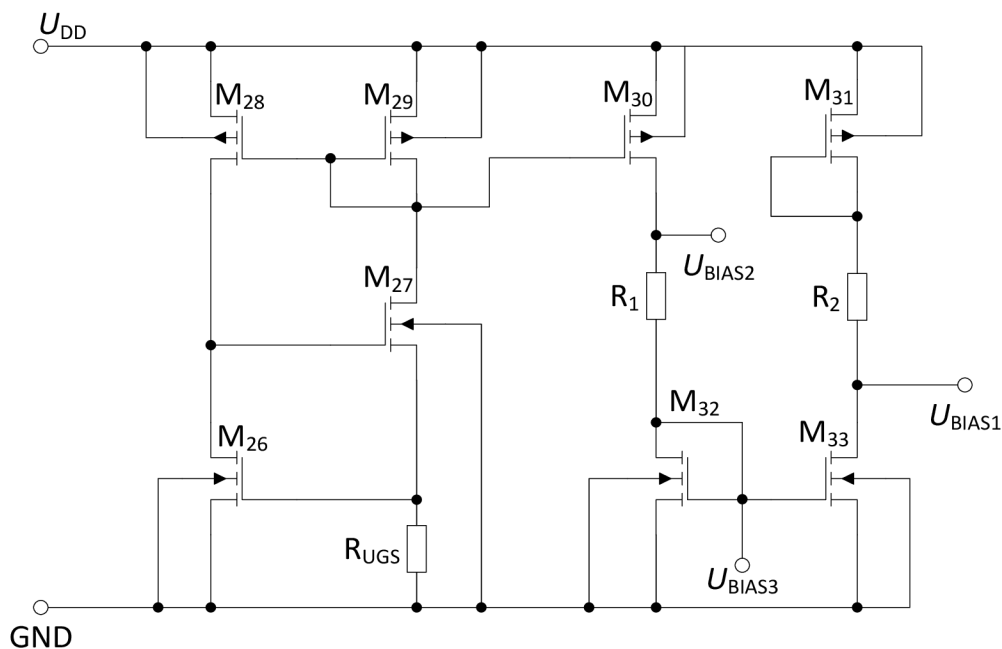 UDD
M28
M29
M30
M31
M27
UBIAS2
R1
R2
M32
UBIAS1
M26
M33
RUGS
UBIAS3
GND